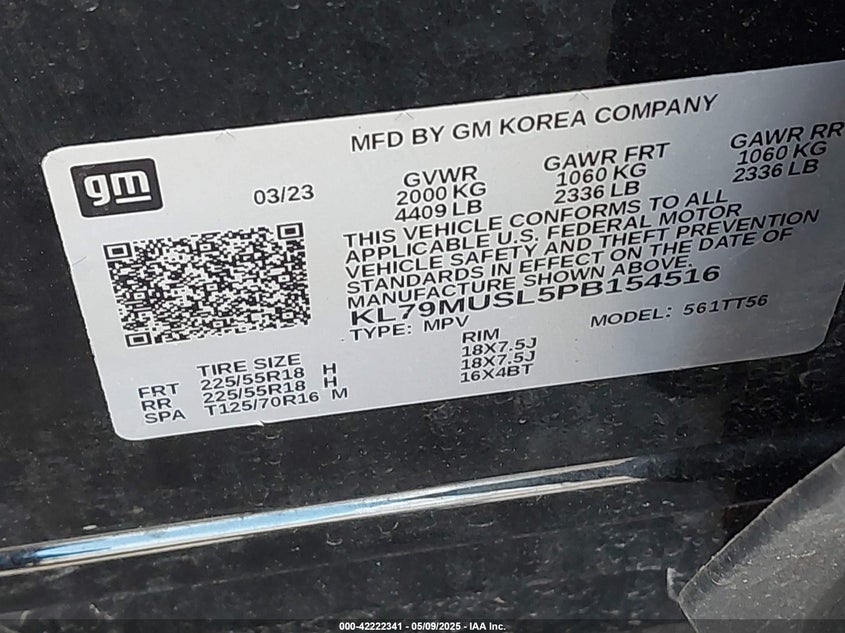 MFD BY GM KOREA COMPANY
gm
03/23
GVWR GAWR FRT GAWR RR
2000 KG 1060 KG 1060 KG
4409 LB 2336 LB 2336 LB
THIS VEHICLE CONFORMS TO ALL
APPLICABLE U.S. FEDERAL MOTOR
VEHICLE SAFETY AND THEFT PREVENTION
STANDARDS IN EFFECT ON THE DATE OF
MANUFACTURE SHOWN ABOVE.
KL79MUSL5PB154516
TYPE: MPV MODEL: 561TT56
TIRE SIZE RIM
FRT 225/55R18 H 18X7.5J
RR 225/55R18 H 18X7.5J
SPA T125/70R16 M 16X4BT
000-42222341 - 05/09/2025 - IAA Inc.